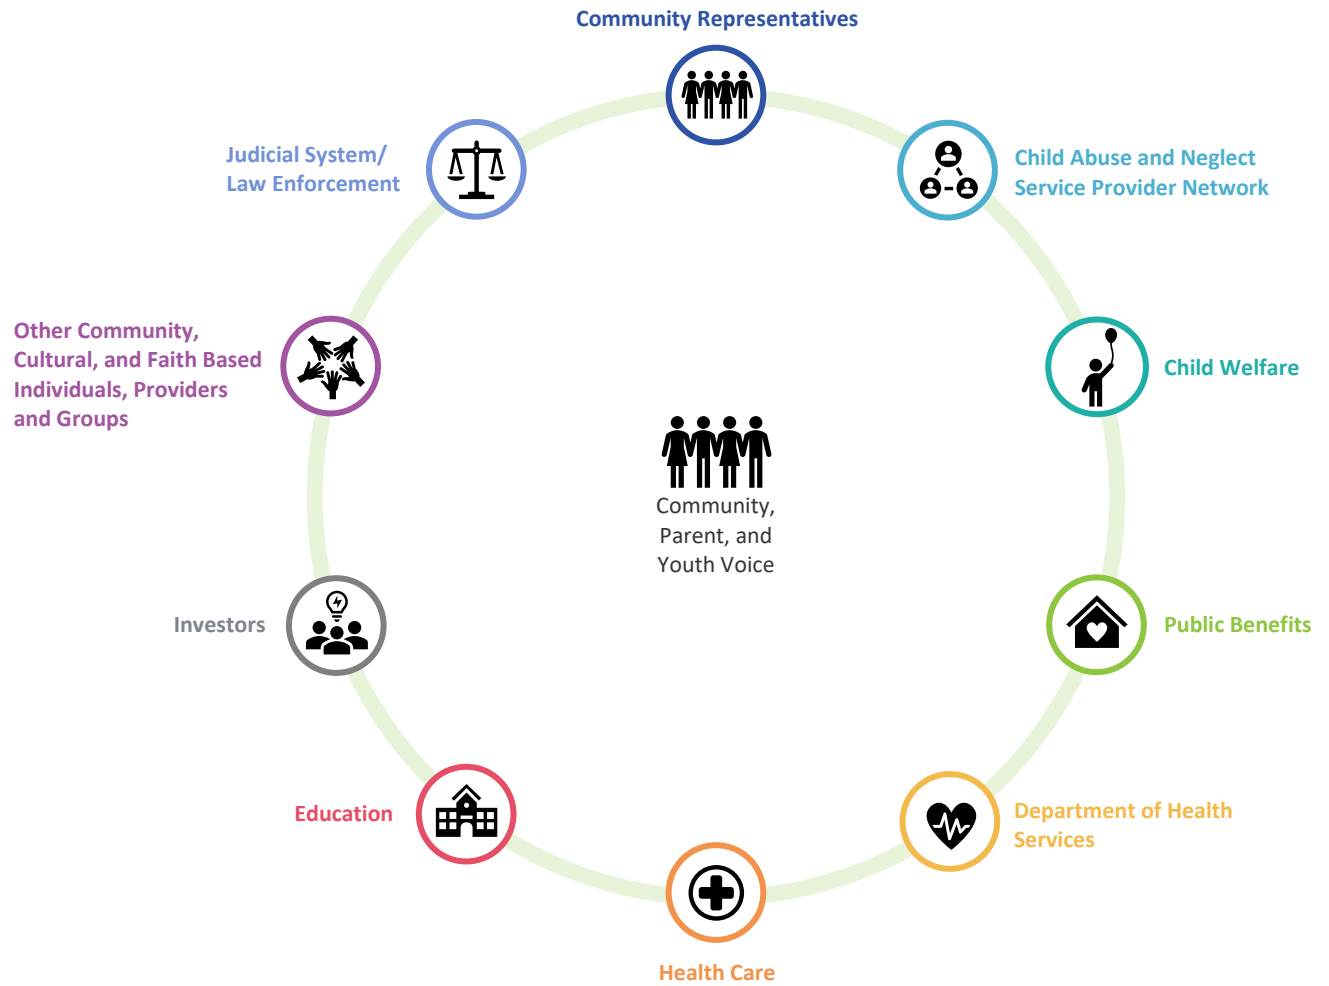 Community Representatives
Child Abuse and Neglect
Service Provider Network
Child Welfare
Public Benefits
Department of Health
Services
Health Care
Education
Investors
Other Community,
Cultural, and Faith Based
Individuals, Providers
and Groups
Judicial System/
Law Enforcement
Community,
Parent, and
Youth Voice